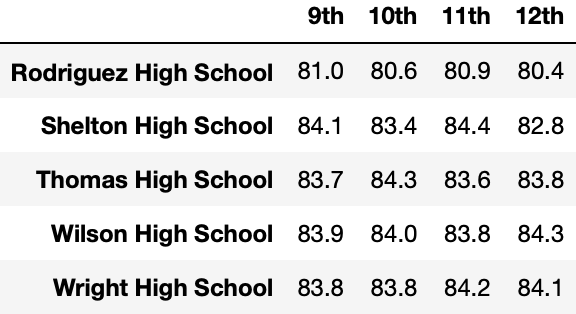 9th 10th 11th 12th
Rodriguez High School 81.0 80.6 80.9 80.4
Shelton High School 84.1 83.4 84.4 82.8
Thomas High School 83.7 84.3 83.6 83.8
Wilson High School 83.9 84.0 83.8 84.3
Wright High School 83.8 83.8 84.2 84.1